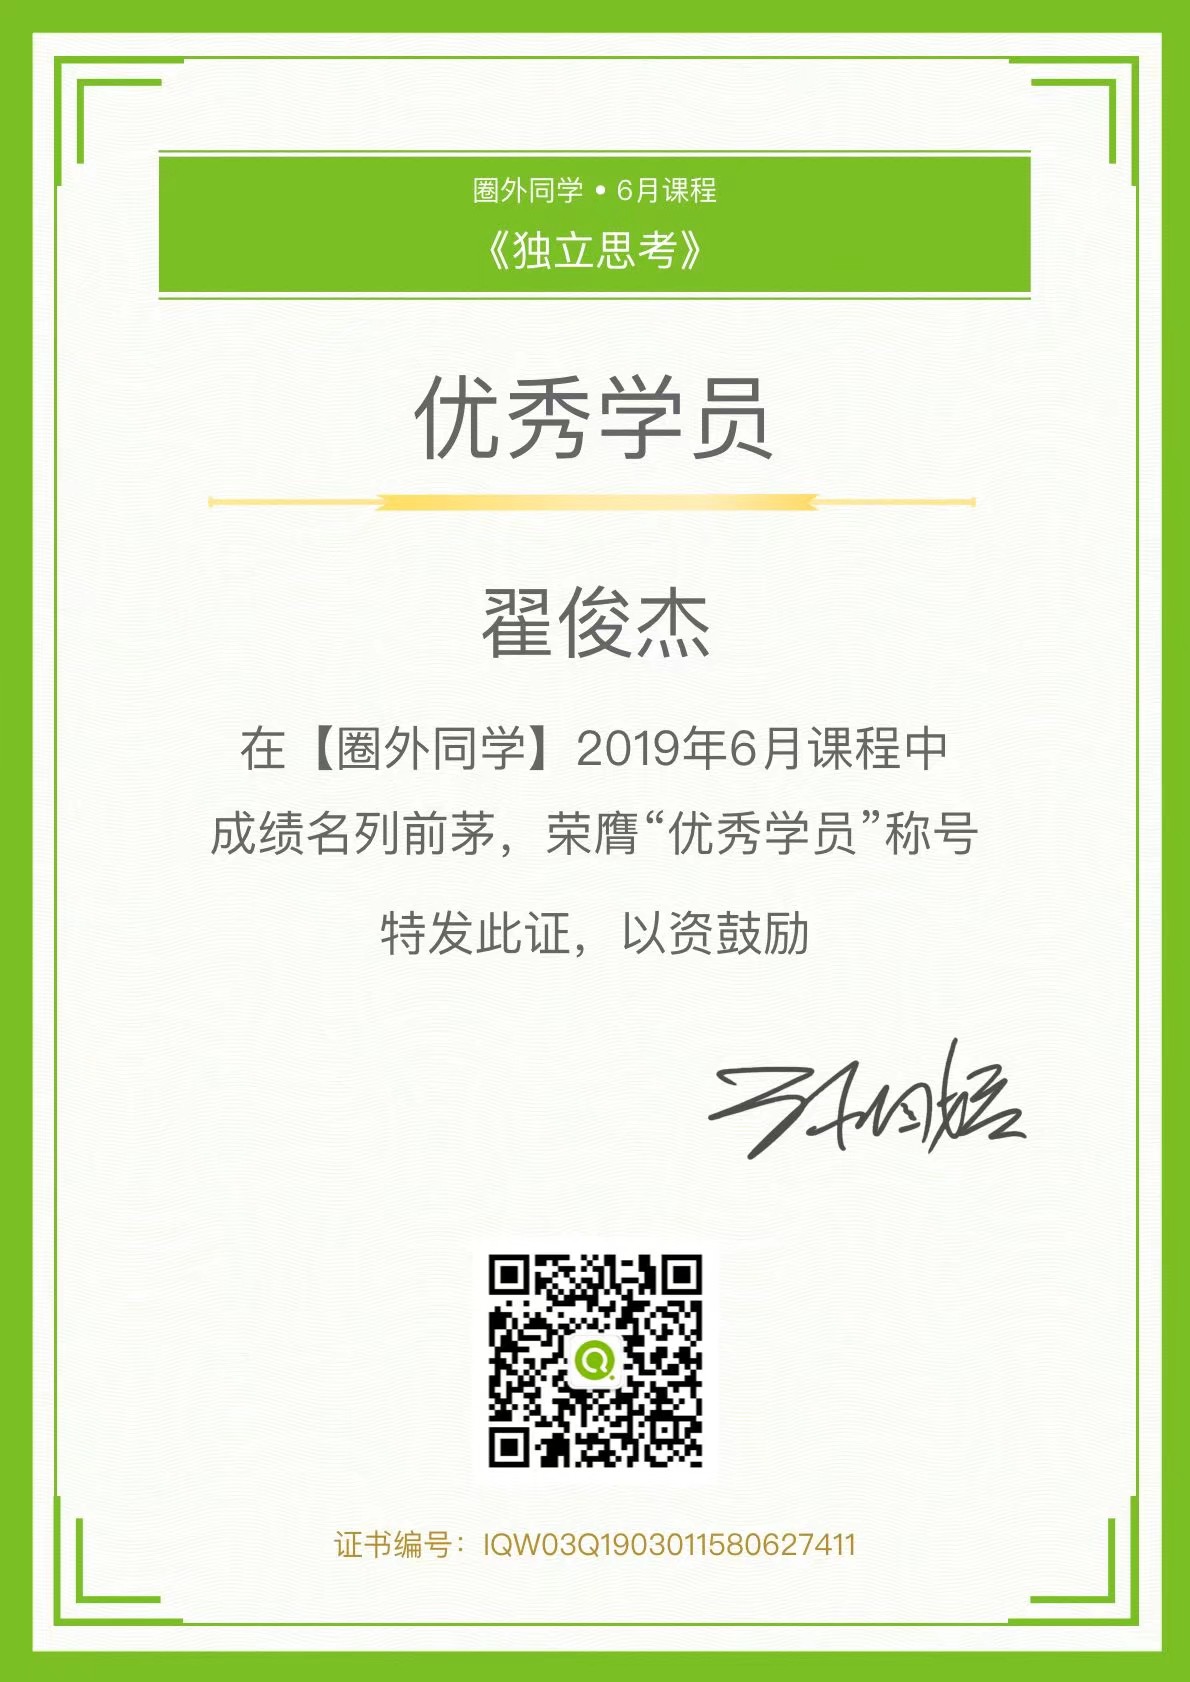 圈外同学•6月课程
《独立思考》
优秀学员
翟俊杰
在【圈外同学】2019年6月课程中
成绩名列前茅，荣膺“优秀学员”称号
特发此证，以资鼓励
证书编号：IQW03Q1903011580627411